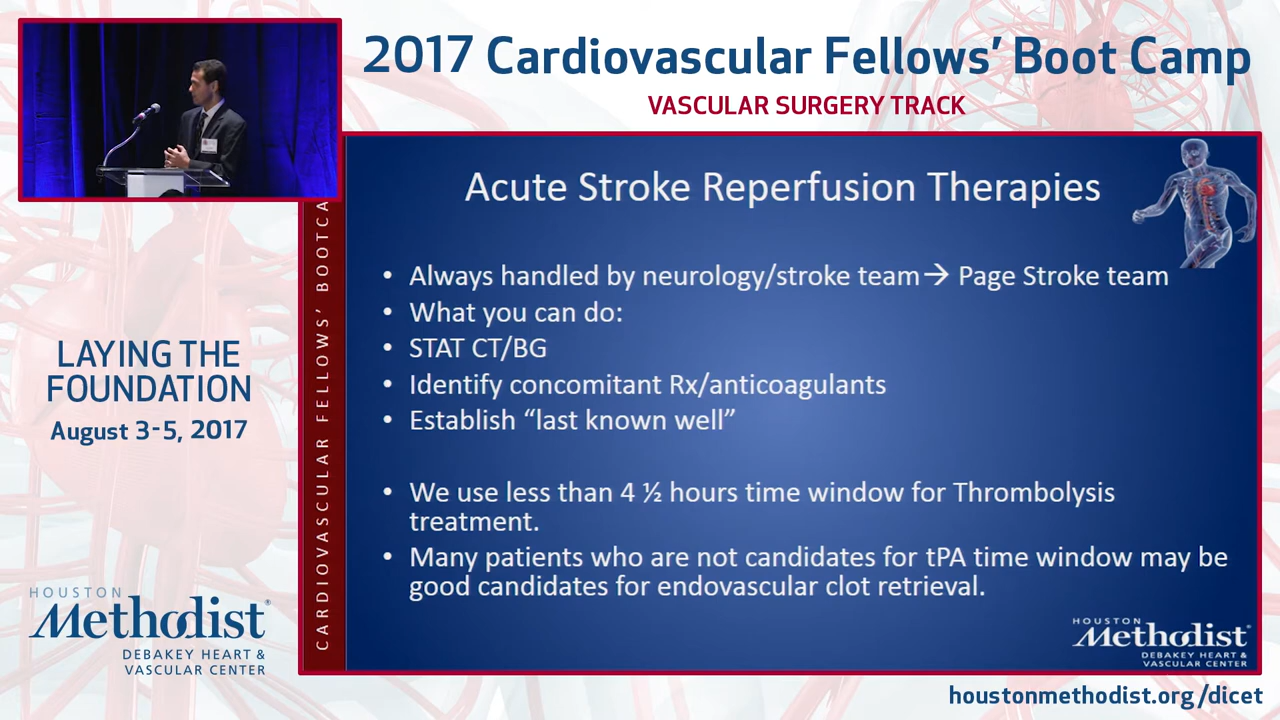 2017 Cardiovascular Fellows’ Boot Camp
VASCULAR SURGERY TRACK
LAYING THE
FOUNDATION
August 3-5, 2017
HOUSTON
Methodist®
DEBAKEY HEART &
VASCULAR CENTER
CARDIOVASCULAR FELLOWS’ BOOTCA
Acute Stroke Reperfusion Therapies
• Always handled by neurology/stroke team→ Page Stroke team
• What you can do:
• STAT CT/BG
• Identify concomitant Rx/anticoagulants
• Establish “last known well”
• We use less than 4 ½ hours time window for Thrombolysis
treatment.
• Many patients who are not candidates for tPA time window may be
good candidates for endovascular clot retrieval.
HOUSTON
Methodist®
DEBAKEY HEART &
VASCULAR CENTER
houstonmethodist.org/dicet